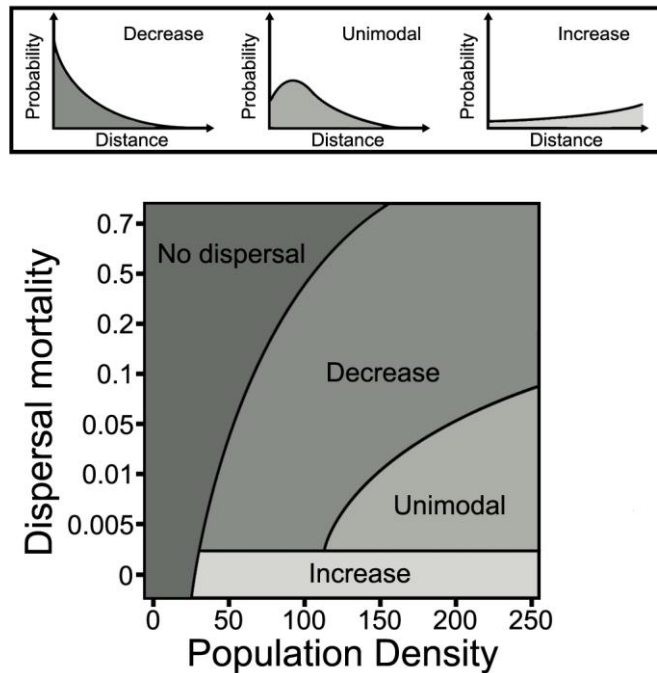 Decrease
Probability
Distance
Unimodal
Probability
Distance
Increase
Probability
Distance
Dispersal mortality
0.7
0.5
0.2
0.1
0.05
0.01
0.005
0
No dispersal
Decrease
Unimodal
Increase
0 50 100 150 200 250
Population Density